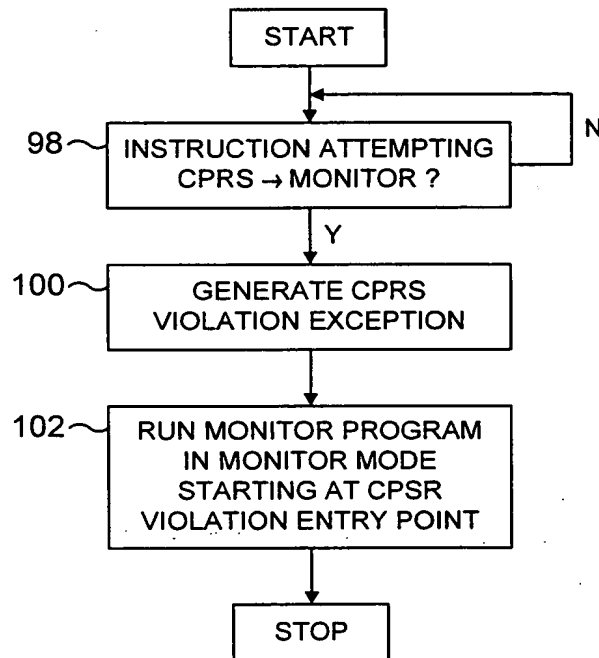 START
N
98
INSTRUCTION ATTEMPTING
CPRS → MONITOR ?
Y
100
GENERATE CPRS
VIOLATION EXCEPTION
102
RUN MONITOR PROGRAM
IN MONITOR MODE
STARTING AT CPSR
VIOLATION ENTRY POINT
STOP